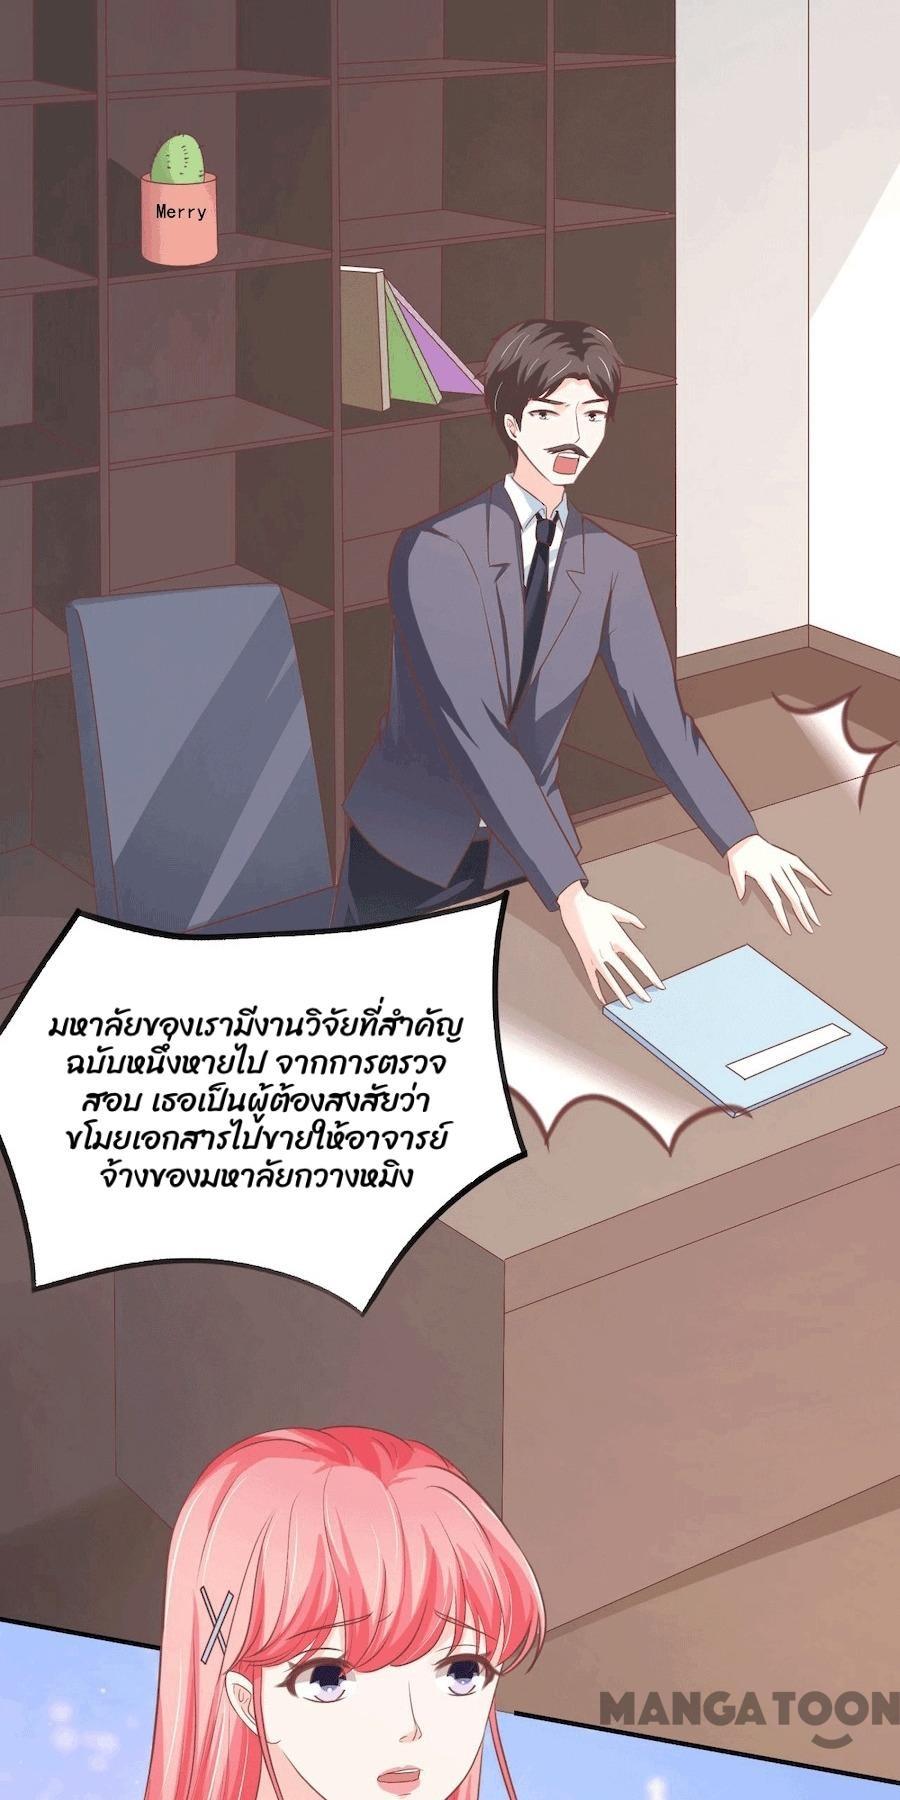 Merry
มหาลัยของเรามีงานวิจัยที่สำคัญ
ฉบับหนึ่งหายไป จากการตรวจ
สอบ เธอเป็นผู้ต้องสงสัยว่า
ขโมยเอกสารไปขายให้อาจารย์
จ้างของมหาลัยกวางหมิง
MANGATOON